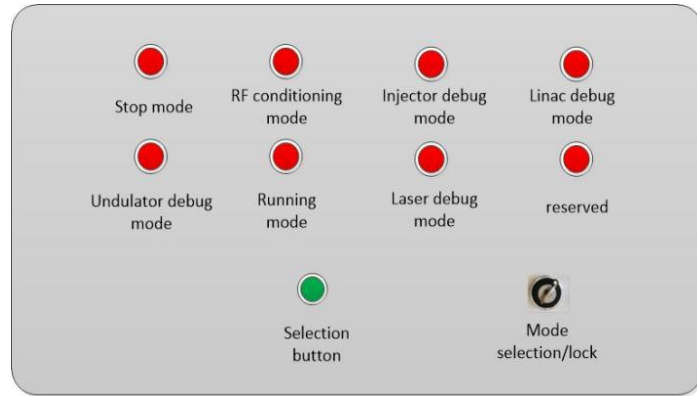 Stop mode
RF conditioning
mode
Injector debug
mode
Linac debug
mode
Undulator debug
mode
Running
mode
Laser debug
mode
reserved
Selection
button
Mode
selection/lock